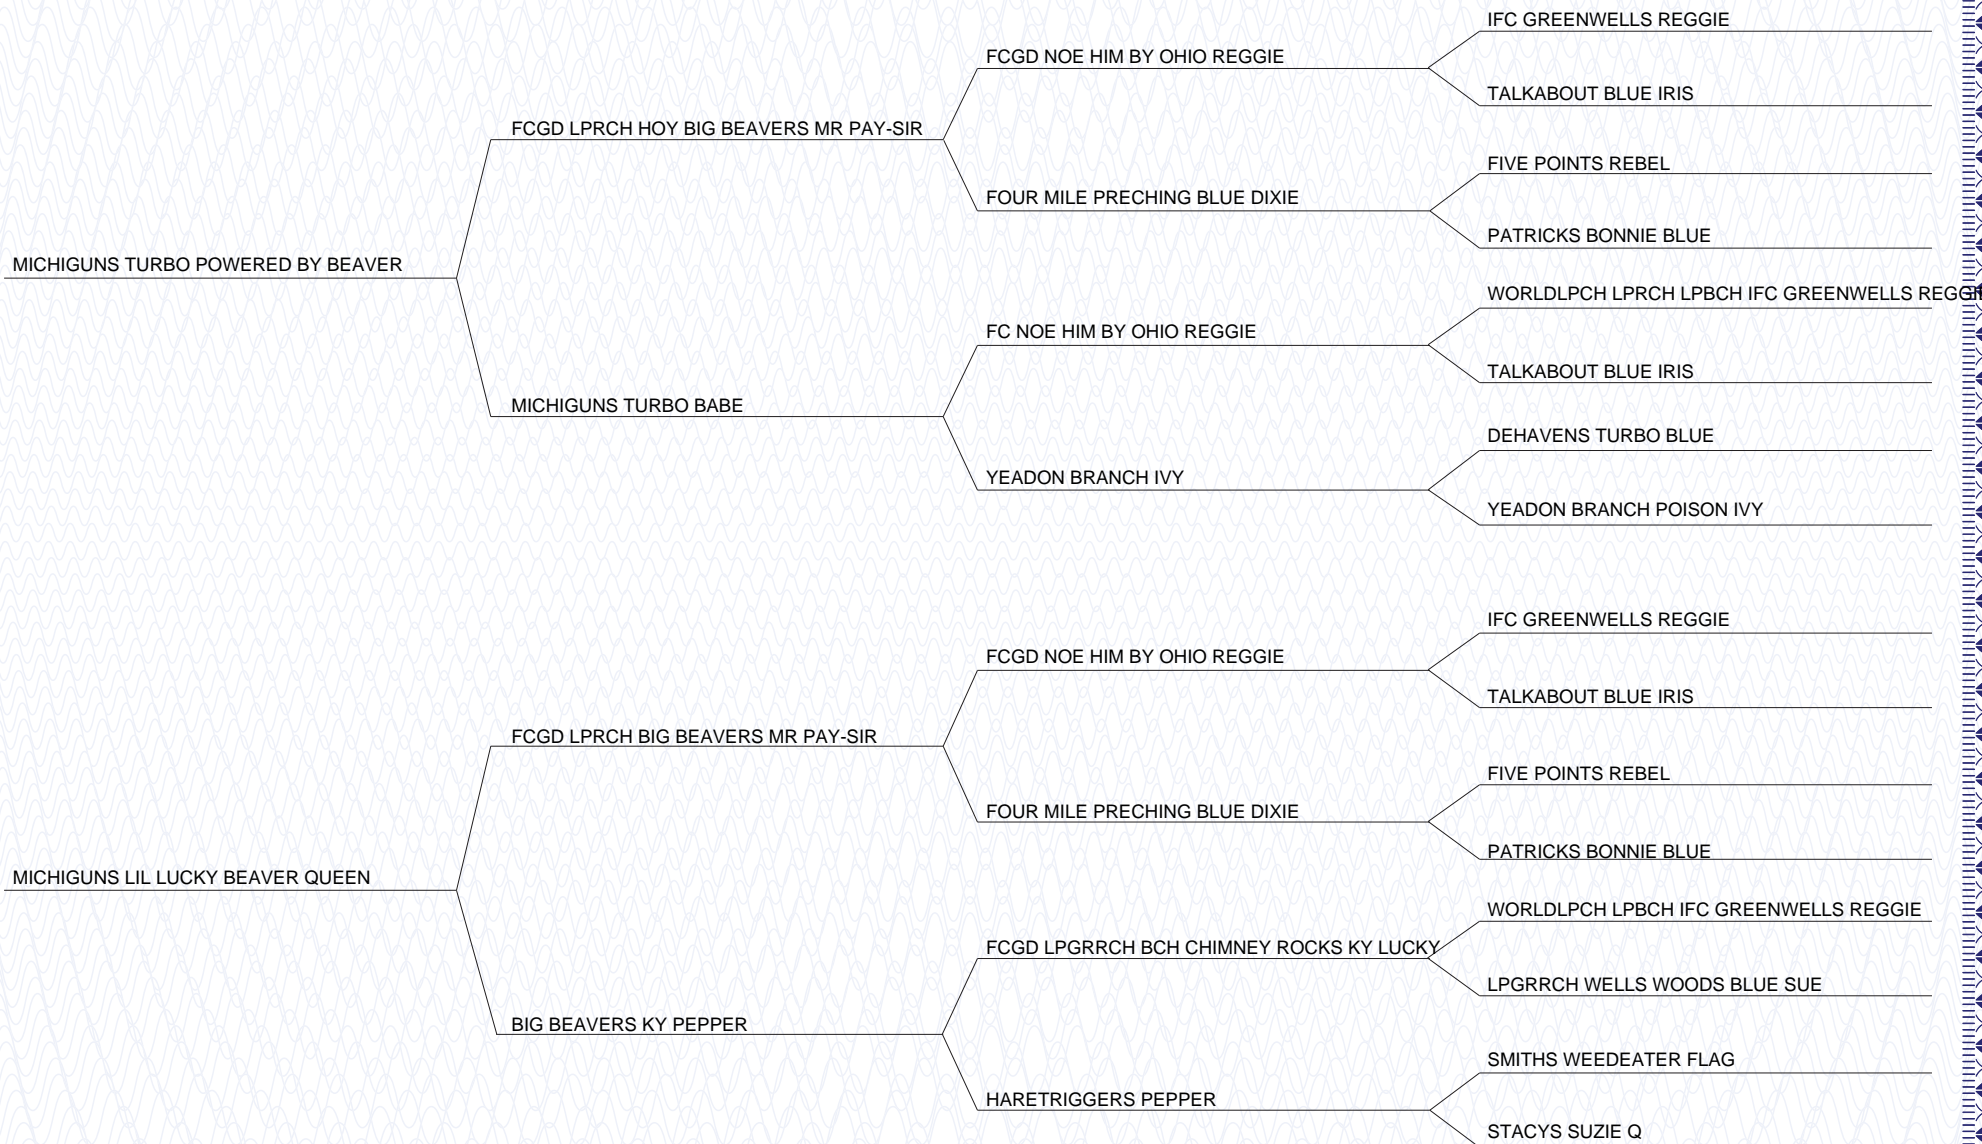 IFC GREENWELLS REGGIE
FCGD NOE HIM BY OHIO REGGIE
TALKABOUT BLUE IRIS
FCGD LPRCH HOY BIG BEAVERS MR PAY-SIR
FIVE POINTS REBEL
FOUR MILE PRECHING BLUE DIXIE
PATRICKS BONNIE BLUE
MICHIGUNS TURBO POWERED BY BEAVER
WORLDLPCH LPRCH LPBCH IFC GREENWELLS
FC NOE HIM BY OHIO REGGIE
TALKABOUT BLUE IRIS
MICHIGUNS TURBO BABE
DEHAVENS TURBO BLUE
YEADON BRANCH IVY
YEADON BRANCH POISON IVY
IFC GREENWELLS REGGIE
FCGD NOE HIM BY OHIO REGGIE
TALKABOUT BLUE IRIS
FCGD LPRCH BIG BEAVERS MR PAY-SIR
FIVE POINTS REBEL
FOUR MILE PRECHING BLUE DIXIE
PATRICKS BONNIE BLUE
MICHIGUNS LIL LUCKY BEAVER QUEEN
WORLDLPCH LPBCH IFC GREENWELLS REGGIE
FCGD LPGRRCH BCH CHIMNEY ROCKS KY LUCKY
LPGRRCH WELLS WOODS BLUE SUE
BIG BEAVERS KY PEPPER
SMITHS WEEDEATER FLAG
HARETRIGGERS PEPPER
STACYS SUZIE Q